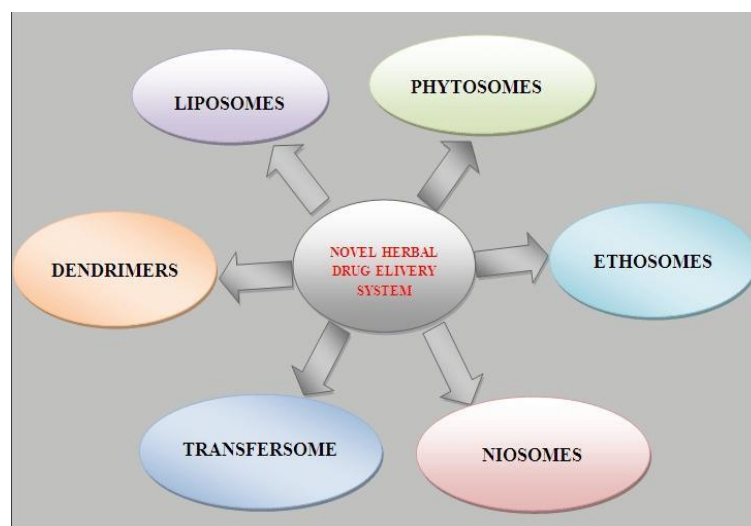 PHYTOSOMES
LIPOSOMES
NOVEL HERBAL
DRUG ELIVERY
SYSTEM
ETHOSOMES
DENDRIMERS
TRANSFERSOME
NIOSOMES